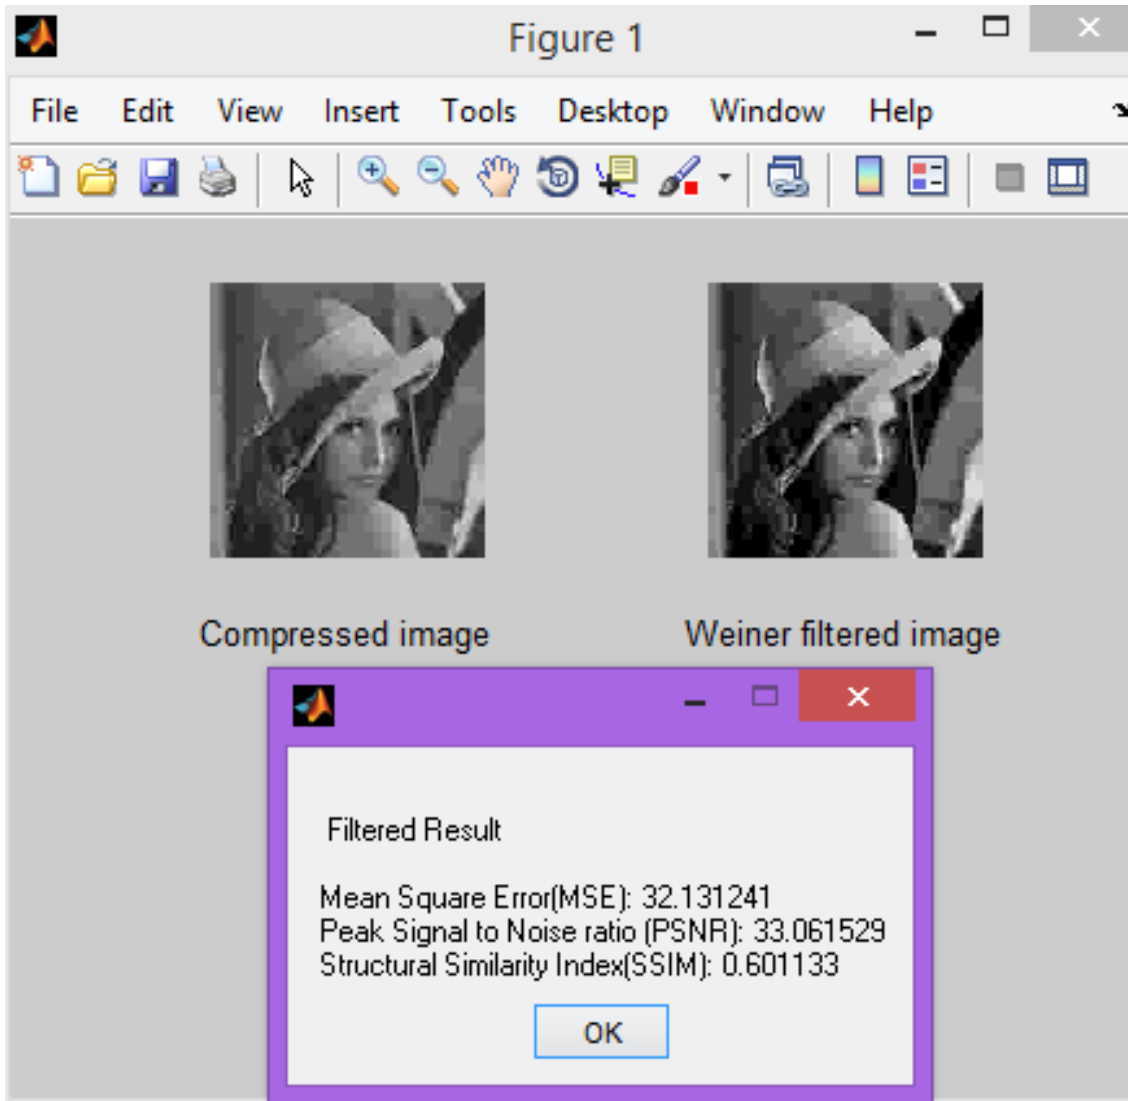 Figure 1
File Edit View Insert Tools Desktop Window Help
Compressed image
Weiner filtered image
Filtered Result
Mean Square Error(MSE): 32.131241
Peak Signal to Noise ratio (PSNR): 33.061529
Structural Similarity Index(SSIM): 0.601133
OK